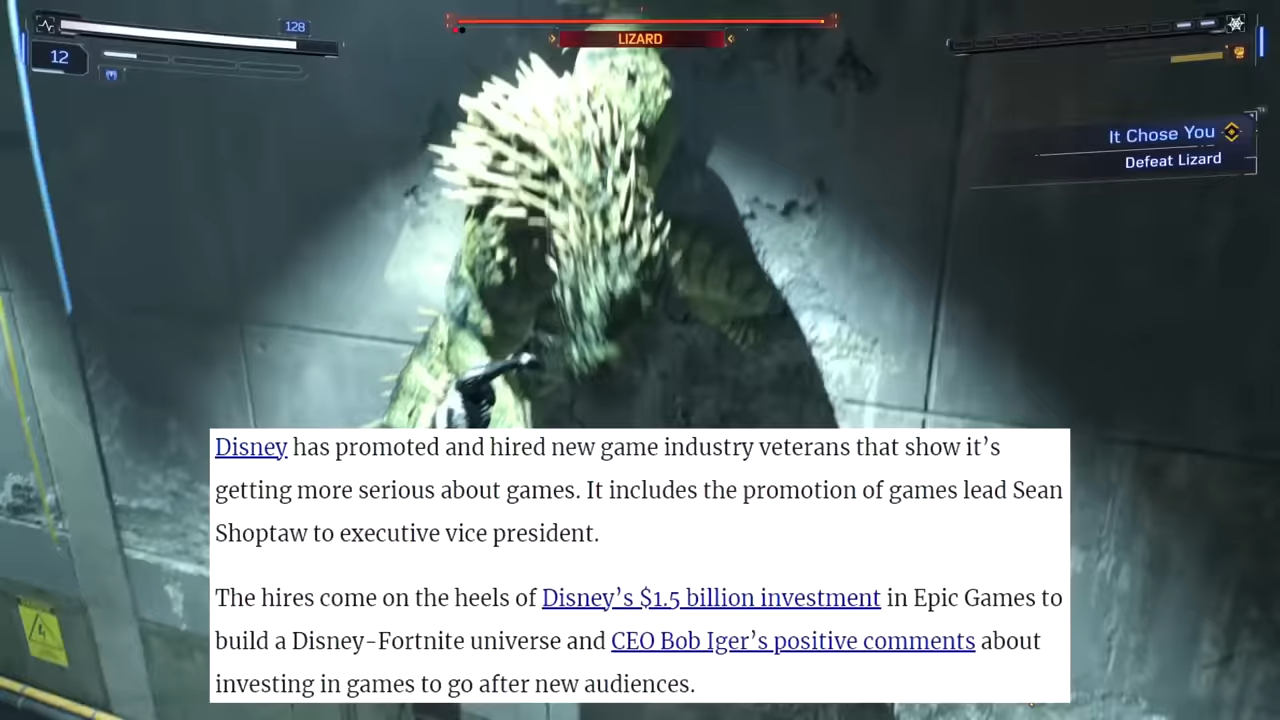 128
LIZARD
12
It Chose You
Defeat Lizard
Disney has promoted and hired new game industry veterans that show it’s
getting more serious about games. It includes the promotion of games lead Sean
Shoptaw to executive vice president.
The hires come on the heels of Disney’s $1.5 billion investment in Epic Games to
build a Disney-Fortnite universe and CEO Bob Iger’s positive comments about
investing in games to go after new audiences.